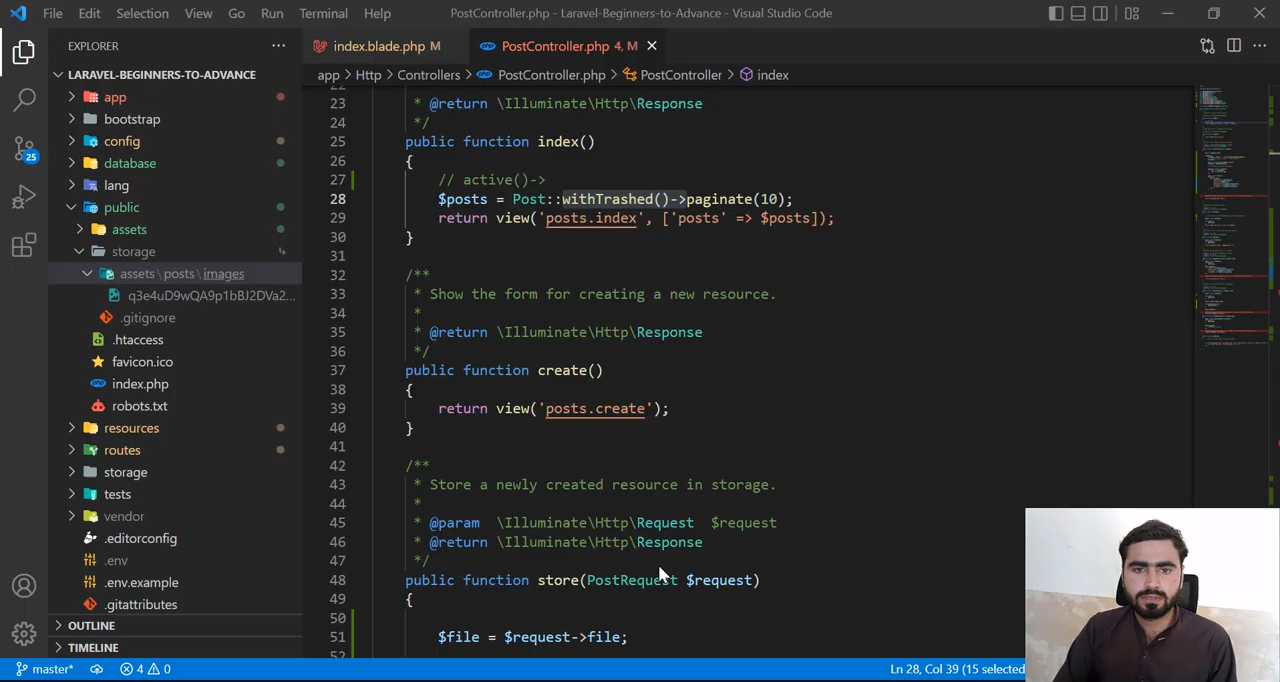 File Edit Selection View Go Run Terminal Help PostController.php - Laravel-Beginners-to-Advance - Visual Studio Code
EXPLORER
LARAVEL-BEGINNERS-TO-ADVANCE
app
bootstrap
config
database
lang
public
assets
storage
assets\posts\images
q3e4uD9wQA9p1bBJ2DVa2...
.gitignore
.htaccess
favicon.ico
index.php
robots.txt
resources
routes
storage
tests
vendor
.editorconfig
.env
.env.example
.gitattributes
OUTLINE
TIMELINE
25
index.blade.php M PostController.php 4, M
app > Http > Controllers > PostController.php > PostController > index
22
23 * @return \Illuminate\Http\Response
24 */
25 public function index()
26 {
27 // active()->
28 $posts = Post::withTrashed()->paginate(10);
29 return view('posts.index', ['posts' => $posts]);
30 }
31
32 /**
33 * Show the form for creating a new resource.
34 *
35 * @return \Illuminate\Http\Response
36 */
37 public function create()
38 {
39 return view('posts.create');
40 }
41
42 /**
43 * Store a newly created resource in storage.
44 *
45 * @param \Illuminate\Http\Request $request
46 * @return \Illuminate\Http\Response
47 */
48 public function store(PostRequest $request)
49 {
50
51 $file = $request->file;
52
master* 4 0 Ln 28, Col 39 (15 selected